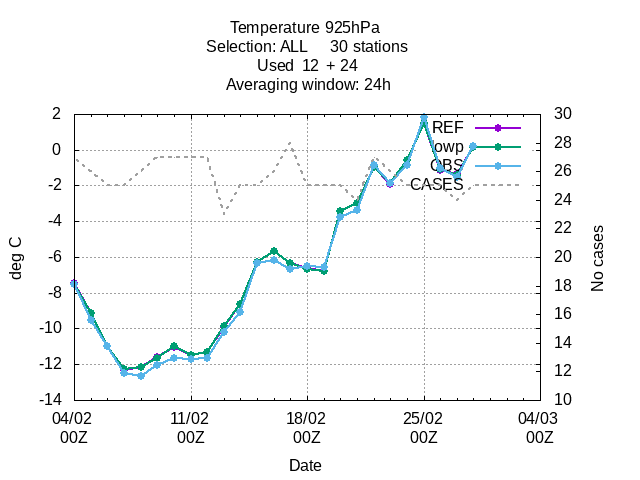 Temperature 925hPa
Selection: ALL 30 stations
Used 12 + 24
Averaging window: 24h
deg C
2
0
-2
-4
-6
-8
-10
-12
-14
REF
owp
OBS
CASES
30
28
26
24
22
20
18
16
14
12
10
No cases
04/02 11/02 18/02 25/02 04/03
00Z 00Z 00Z 00Z 00Z
Date